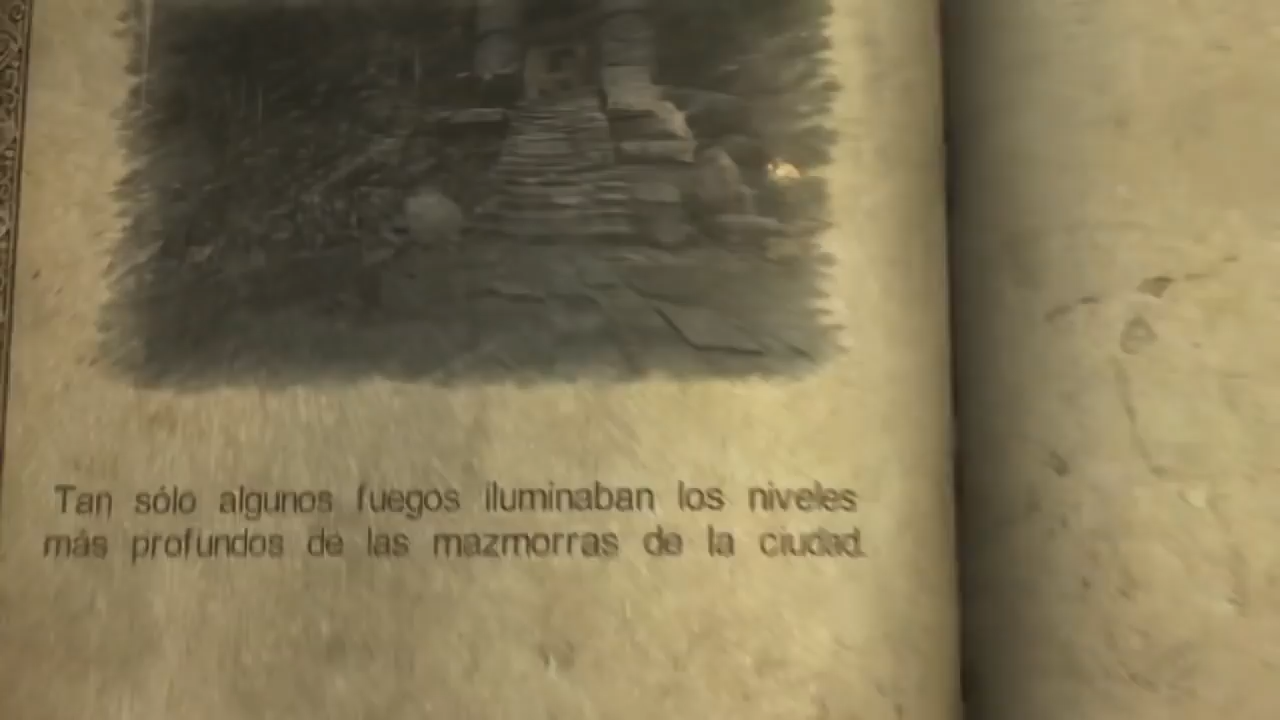 Tan sólo algunos fuegos iluminaban los niveles
más profundos de las mazmorras de la ciudad.